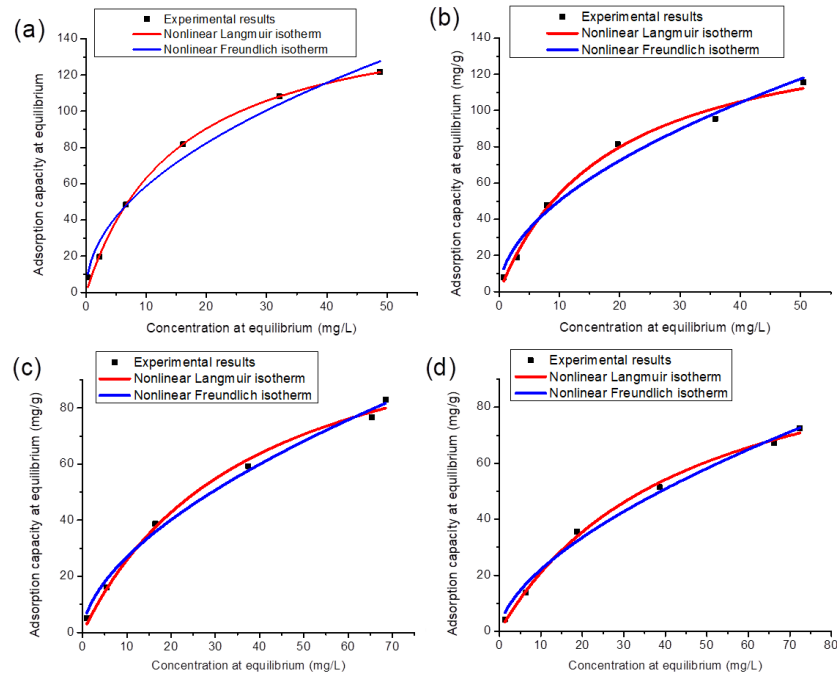 (a)
Experimental results
Nonlinear Langmuir isotherm
Nonlinear Freundlich isotherm
140
120
100
80
60
40
20
0
Adsorption capacity at equilibrium (mg/g)
0 10 20 30 40 50
Concentration at equilibrium (mg/L)
(b)
Experimental results
Nonlinear Langmuir isotherm
Nonlinear Freundlich isotherm
140
120
100
80
60
40
20
0
Adsorption capacity at equilibrium (mg/g)
0 10 20 30 40 50
Concentration at equilibrium (mg/L)
(c)
Experimental results
Nonlinear Langmuir isotherm
Nonlinear Freundlich isotherm
80
60
40
20
0
Adsorption capacity at equilibrium (mg/g)
0 10 20 30 40 50 60 70
Concentration at equilibrium (mg/L)
(d)
Experimental results
Nonlinear Langmuir isotherm
Nonlinear Freundlich isotherm
100
80
60
40
20
0
Adsorption capacity at equilibrium (mg/g)
0 10 20 30 40 50 60 70 80
Concentration at equilibrium (mg/L)